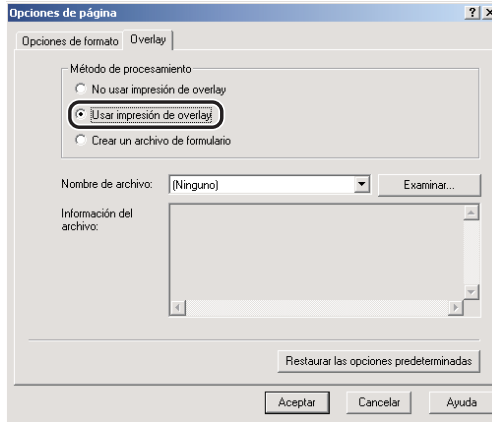 Opciones de página
Opciones de formato Overlay
Método de procesamiento
No usar impresión de overlay
Usar impresión de overlay
Crear un archivo de formulario
Nombre de archivo: (Ninguno) Examinar...
Información del
archivo:
Restaurar las opciones predeterminadas
Aceptar Cancelar Ayuda